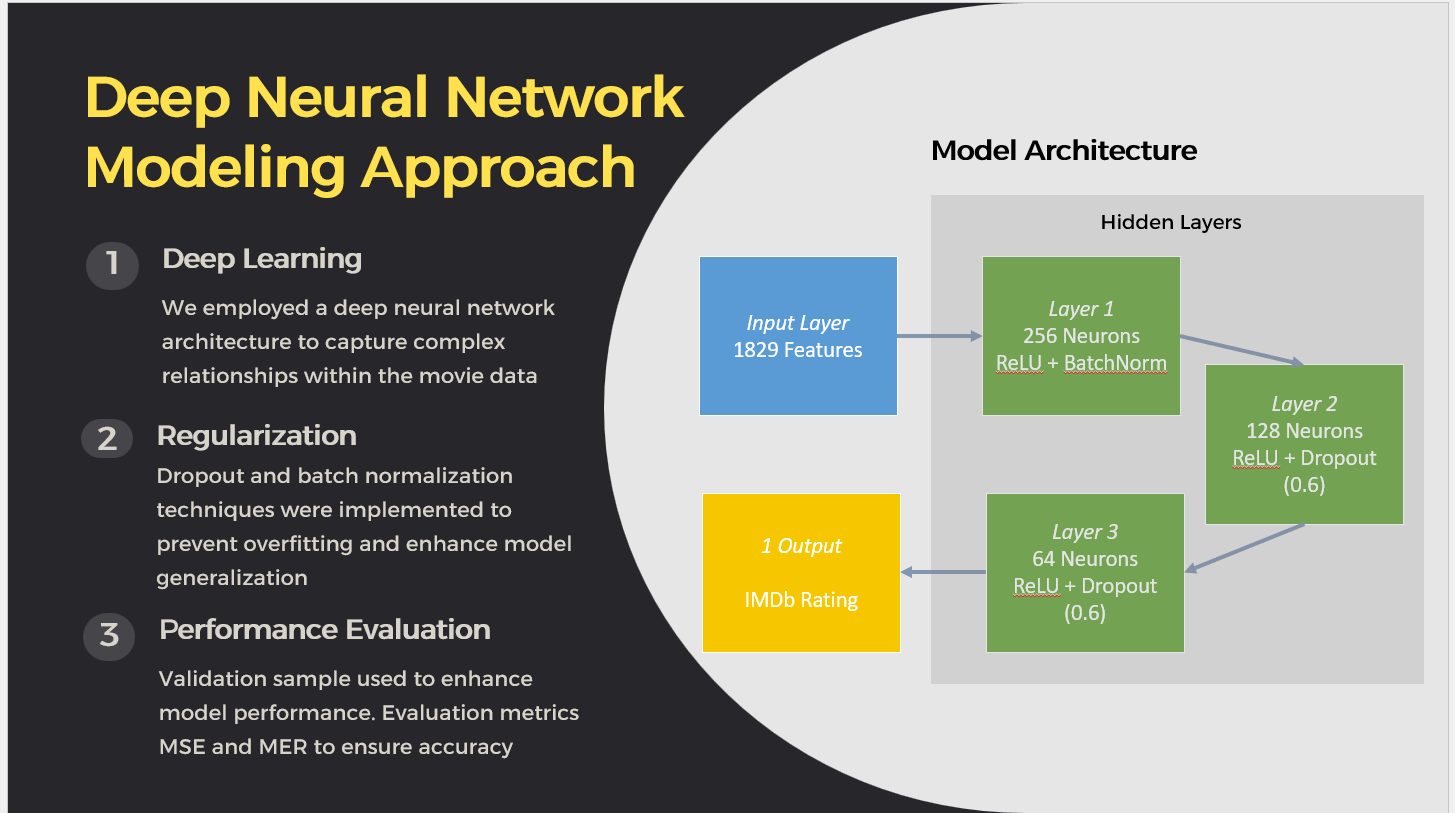 Deep Neural Network
Modeling Approach
1
Deep Learning
We employed a deep neural network
architecture to capture complex
relationships within the movie data
2
Regularization
Dropout and batch normalization
techniques were implemented to
prevent overfitting and enhance model
generalization
3
Performance Evaluation
Validation sample used to enhance
model performance. Evaluation metrics
MSE and MER to ensure accuracy
Model Architecture
Hidden Layers
Input Layer
1829 Features
Layer 1
256 Neurons
ReLU + BatchNorm
Layer 2
128 Neurons
ReLU + Dropout
(0.6)
Layer 3
64 Neurons
ReLU + Dropout
(0.6)
1 Output
IMDb Rating